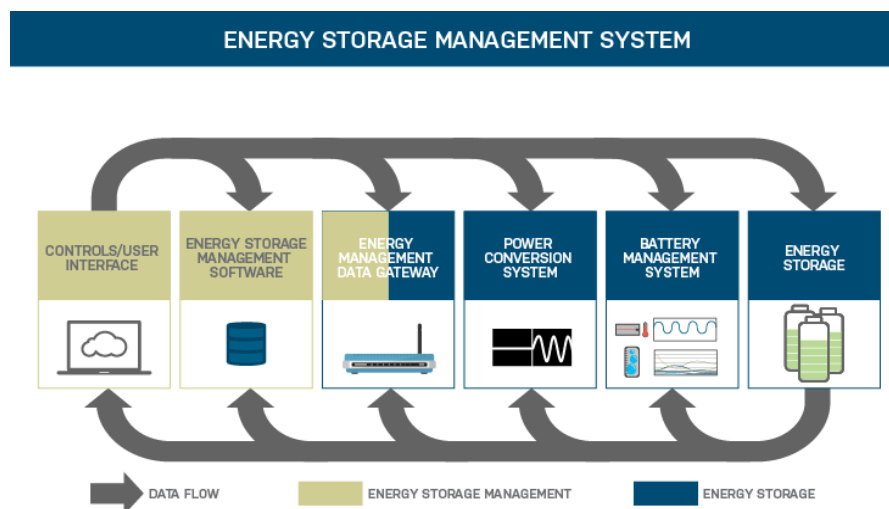 ENERGY STORAGE MANAGEMENT SYSTEM
CONTROLS/USER
INTERFACE
ENERGY STORAGE
MANAGEMENT
SOFTWARE
ENERGY
MANAGEMENT
DATA GATEWAY
POWER
CONVERSION
SYSTEM
BATTERY
MANAGEMENT
SYSTEM
ENERGY
STORAGE
DATA FLOW
ENERGY STORAGE MANAGEMENT
ENERGY STORAGE